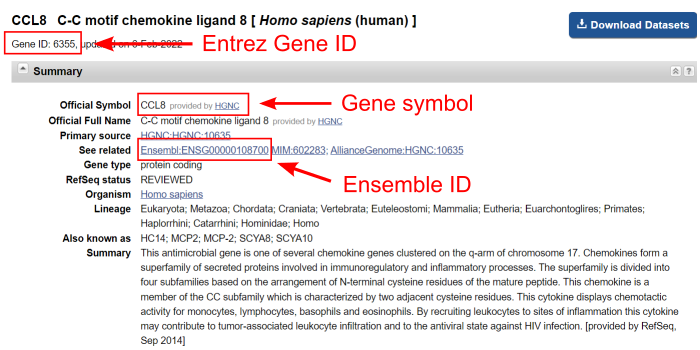 CCL8 C-C motif chemokine ligand 8 [ Homo sapiens (human) ]
Download Datasets
Gene ID: 6355, updated on 6-Feb-2022
Entrez Gene ID
Summary
?
Official Symbol CCL8 provided by HGNC
Gene symbol
Official Full Name C-C motif chemokine ligand 8 provided by HGNC
Primary source HGNC:HGNC:10635
See related Ensembl:ENSG00000108700 MIM:602283; AllianceGenome:HGNC:10635
Gene type protein coding
Ensemble ID
RefSeq status REVIEWED
Organism Homo sapiens
Lineage Eukaryota; Metazoa; Chordata; Craniata; Vertebrata; Euteleostomi; Mammalia; Eutheria; Euarchontoglires; Primates;
Haplorrhini; Catarrhini; Hominidae; Homo
Also known as HC14; MCP2; MCP-2; SCYA8; SCYA10
Summary This antimicrobial gene is one of several chemokine genes clustered on the q-arm of chromosome 17. Chemokines form a
superfamily of secreted proteins involved in immunoregulatory and inflammatory processes. The superfamily is divided into
four subfamilies based on the arrangement of N-terminal cysteine residues of the mature peptide. This chemokine is a
member of the CC subfamily which is characterized by two adjacent cysteine residues. This cytokine displays chemotactic
activity for monocytes, lymphocytes, basophils and eosinophils. By recruiting leukocytes to sites of inflammation this cytokine
may contribute to tumor-associated leukocyte infiltration and to the antiviral state against HIV infection. [provided by RefSeq,
Sep 2014]